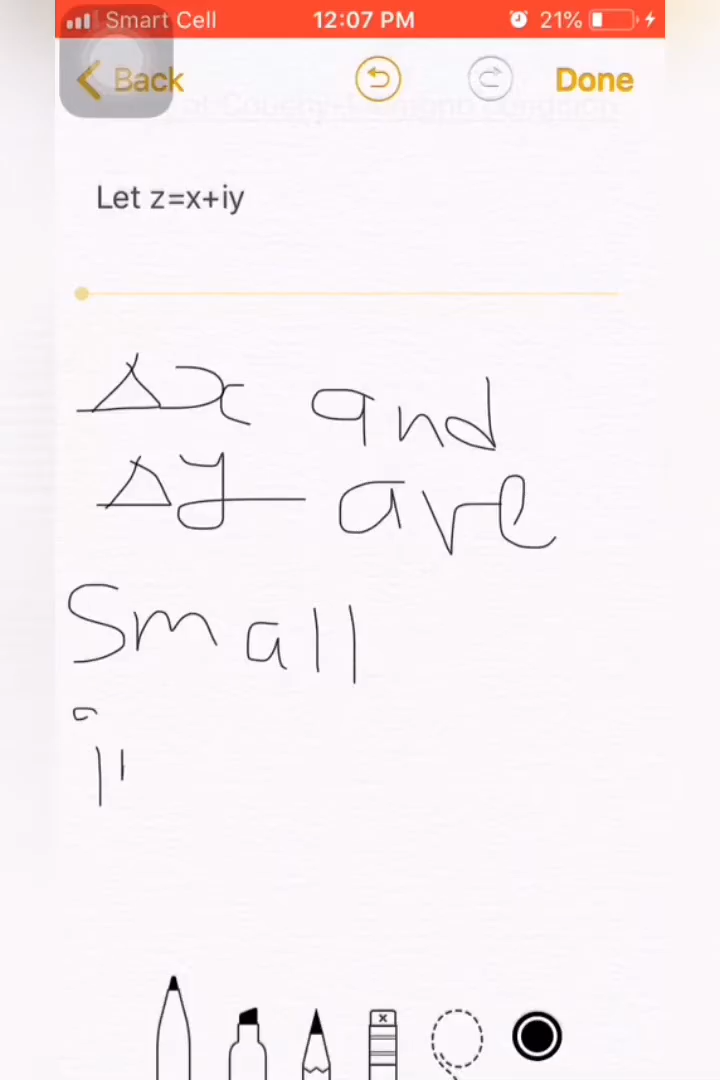 Smart Cell 12:07 PM 21%
Back Done
Let z=x+iy
Δx and
Δy are
Small